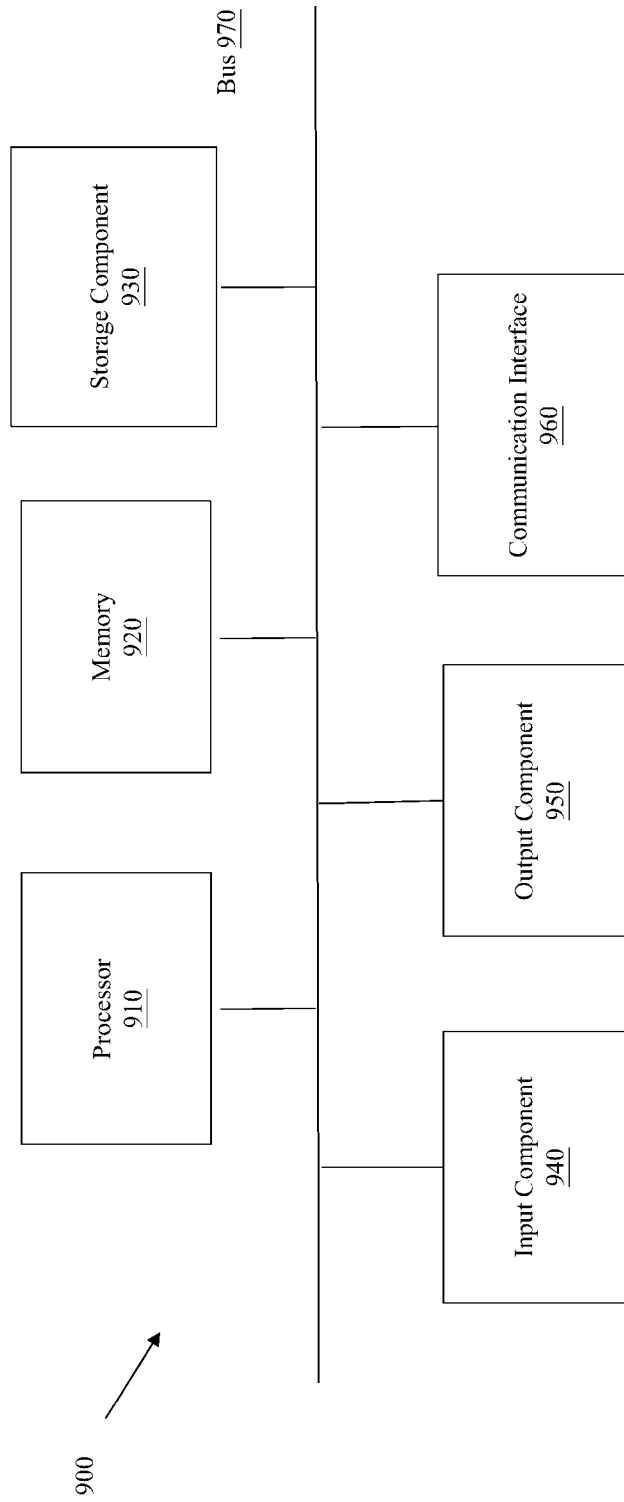 900
Processor
910
Memory
920
Storage Component
930
Bus 970
Input Component
940
Output Component
950
Communication Interface
960